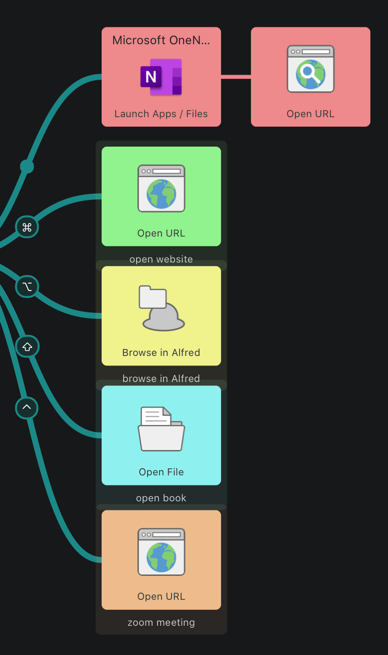 Microsoft OneN...
N
Launch Apps / Files
Open URL
⌘
Open URL
open website
⌥
Browse in Alfred
browse in Alfred
⇧
Open File
open book
^
Open URL
zoom meeting